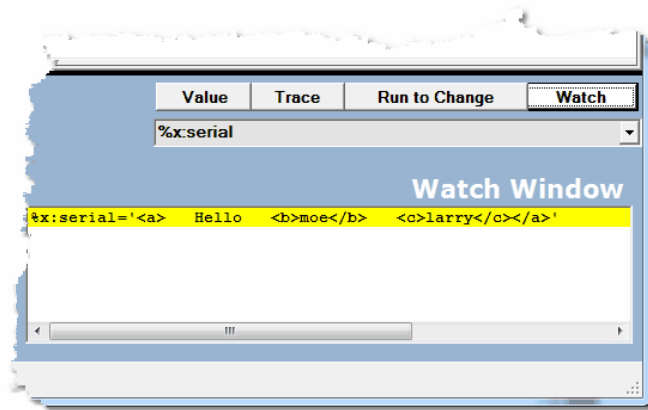 Value Trace Run to Change Watch
%x:serial
Watch Window
%x:serial='<a>   Hello   <b>moe</b>   <c>larry</c></a>'